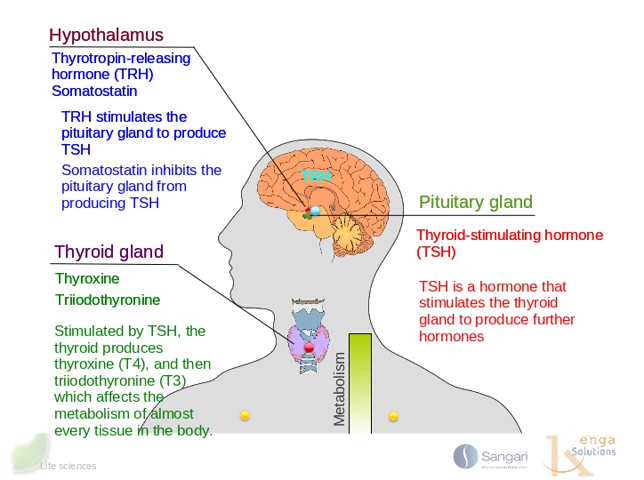 Hypothalamus
Thyrotropin-releasing
hormone (TRH)
Somatostatin
TRH stimulates the
pituitary gland to produce
TSH
Somatostatin inhibits the
pituitary gland from
producing TSH
TRH
Pituitary gland
Thyroid-stimulating hormone
(TSH)
TSH is a hormone that
stimulates the thyroid
gland to produce further
hormones
Thyroid gland
Thyroxine
Triiodothyronine
Stimulated by TSH, the
thyroid produces
thyroxine (T4), and then
triiodothyronine (T3)
which affects the
metabolism of almost
every tissue in the body.
Metabolism
Life sciences
Sangari
kenga
Solutions